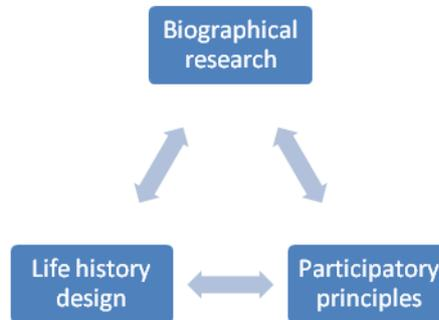 Biographical
research
Life history
design
Participatory
principles